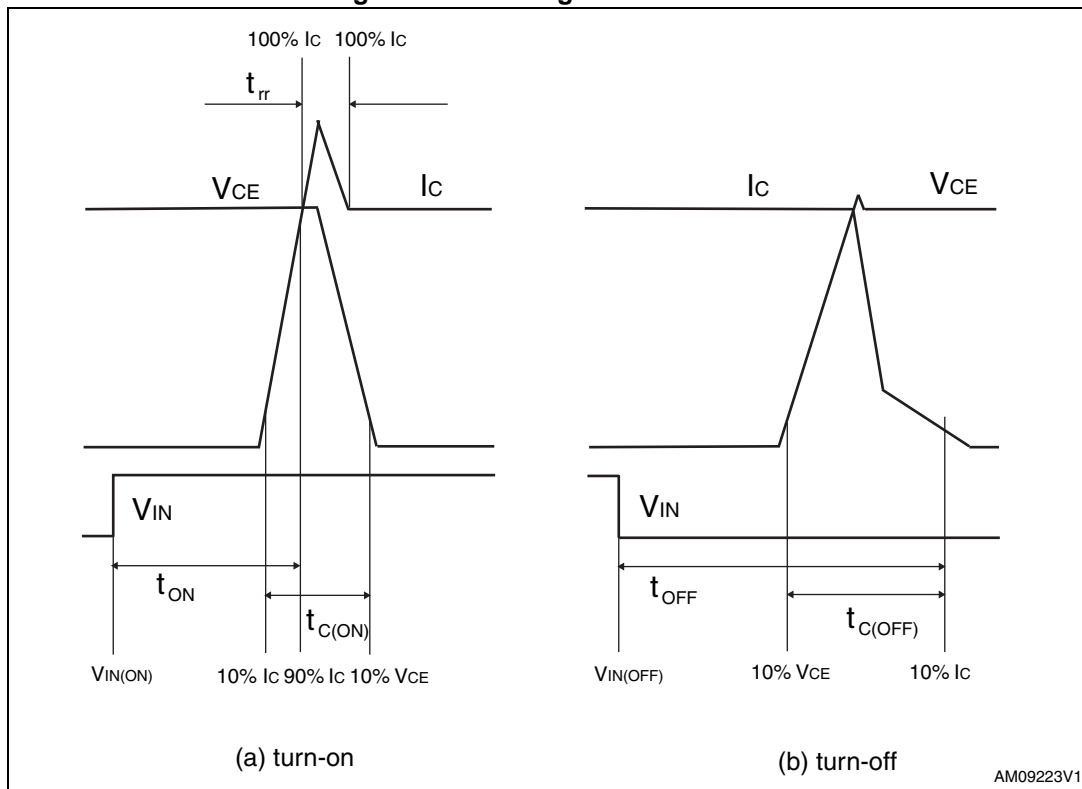 100% IC 100% IC
trr
VCE IC
IC VCE
VIN
VIN
tON
tOFF
tC(ON)
tC(OFF)
VIN(ON) 10% IC 90% IC 10% VCE
VIN(OFF) 10% VCE 10% IC
(a) turn-on
(b) turn-off
AM09223V1